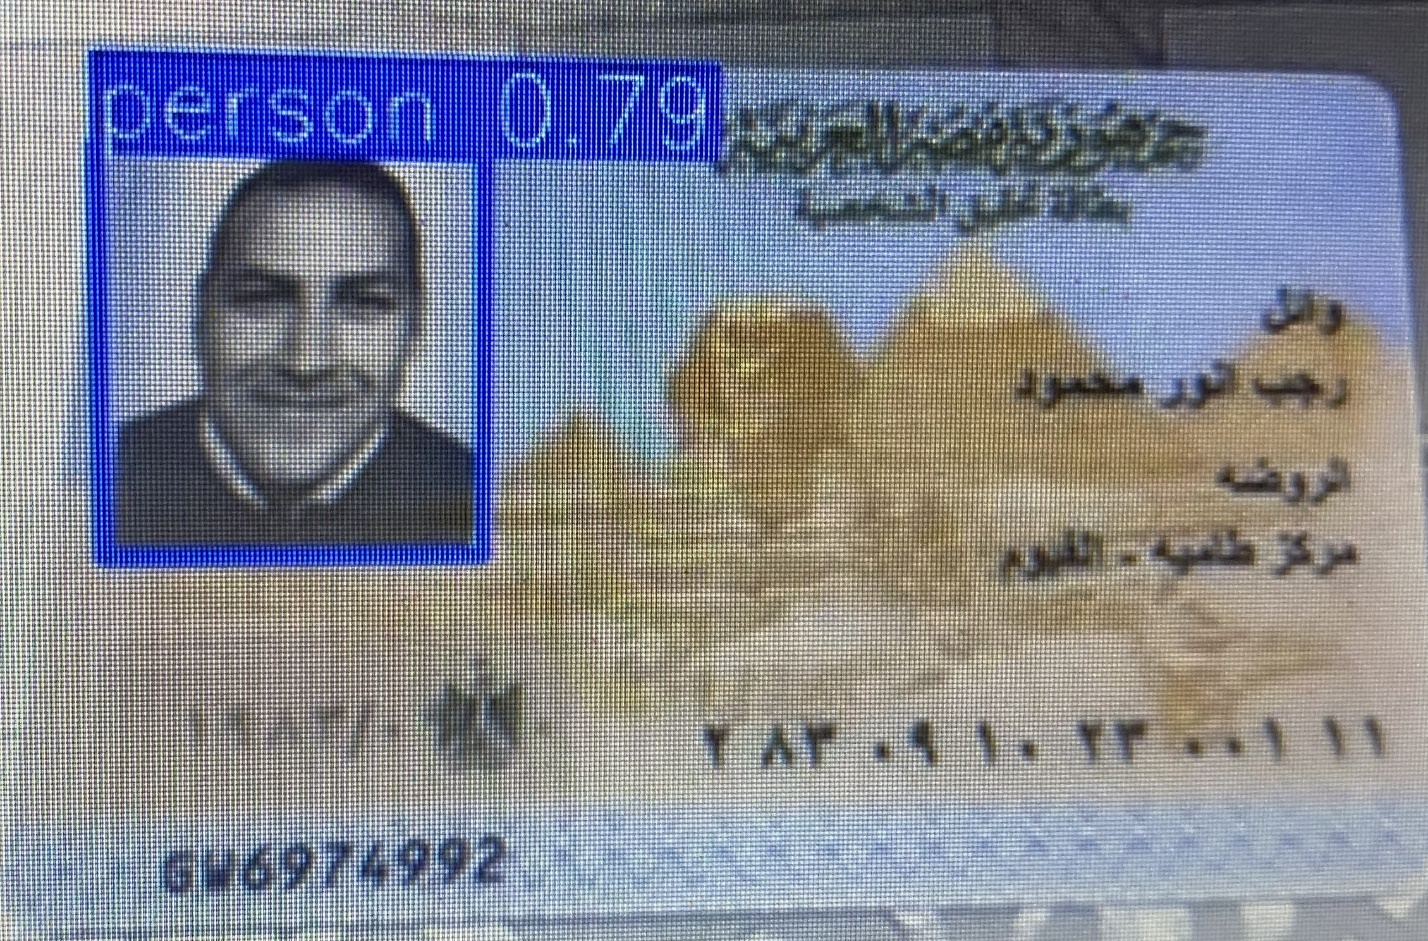 person 0.79
جمهورية مصر العربية
بطاقة تحقيق الشخصية
وائل
رجب انور محمود
الروضه
مركز طاميه - الفيوم
٢ ٨٣ ٠٩ ١٠ ٢٣ ٠٠١ ١١
GW6974992